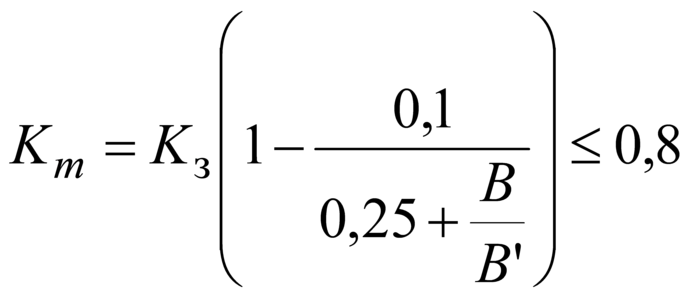 K_m = K_з (1 − 0,1 / (0,25 + B / B')) ≤ 0,8